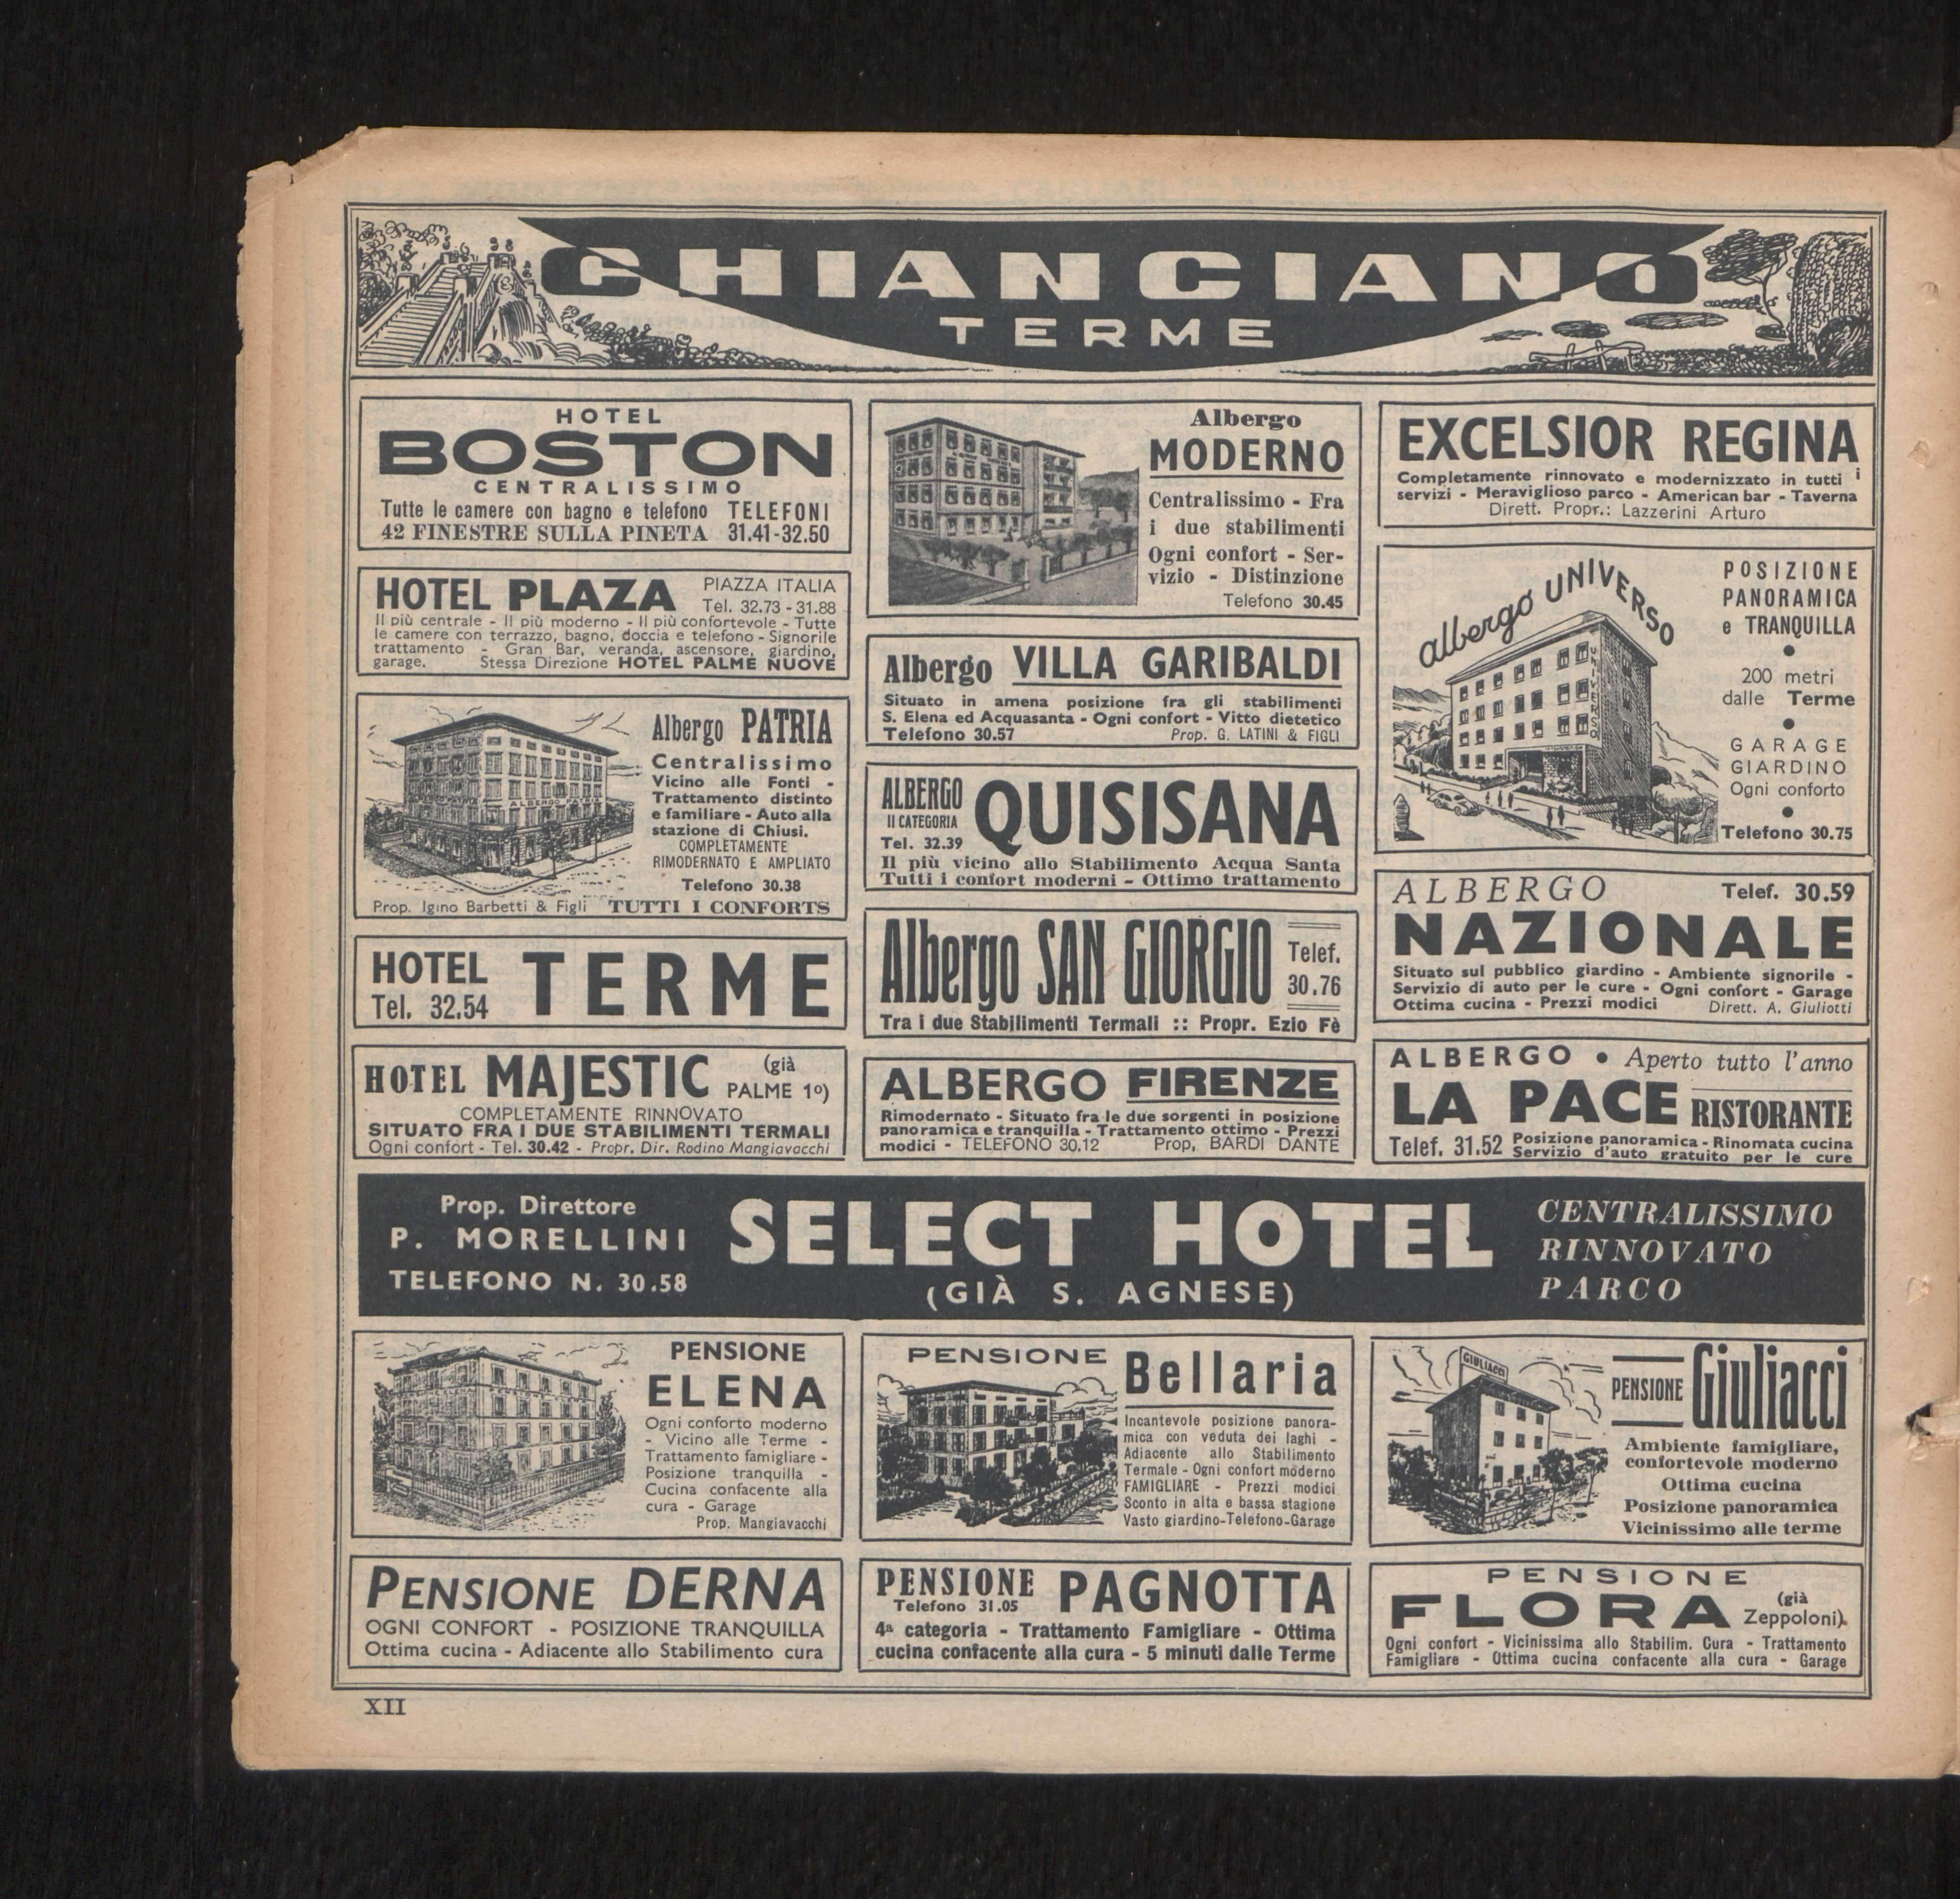 CHIANCIANO
TERME
HOTEL
BOSTON
CENTRALISSIMO
Tutte le camere con bagno e telefono TELEFONI
42 FINESTRE SULLA PINETA 31.41-32.50
HOTEL PLAZA
PIAZZA ITALIA
Tel. 32.73 - 31.88
Il più centrale - Il più moderno - Il più confortevole - Tutte
le camere con terrazzo, bagno, doccia e telefono - Signorile
trattamento - Gran Bar, veranda, ascensore, giardino,
garage. Stessa Direzione HOTEL PALME NUOVE
Albergo PATRIA
Centralissimo
Vicino alle Fonti -
Trattamento distinto
e familiare - Auto alla
stazione di Chiusi.
COMPLETAMENTE
RIMODERNATO E AMPLIATO
Telefono 30.38
ALBERGO PATRIA
Prop. Igino Barbetti & Figli TUTTI I CONFORTS
HOTEL
Tel. 32.54
TERME
HOTEL MAJESTIC (già
PALME 1º)
COMPLETAMENTE RINNOVATO
SITUATO FRA I DUE STABILIMENTI TERMALI
Ogni confort - Tel. 30.42 - Propr. Dir. Rodino Mangiavacchi
Albergo
MODERNO
Centralissimo - Fra
i due stabilimenti
Ogni confort - Ser-
vizio - Distinzione
Telefono 30.45
Albergo VILLA GARIBALDI
Situato in amena posizione fra gli stabilimenti
S. Elena ed Acquasanta - Ogni confort - Vitto dietetico
Telefono 30.57 Prop. G. LATINI & FIGLI
ALBERGO
II CATEGORIA
Tel. 32.39
QUISISANA
Il più vicino allo Stabilimento Acqua Santa
Tutti i confort moderni - Ottimo trattamento
Albergo SAN GIORGIO
Telef.
30.76
Tra i due Stabilimenti Termali :: Propr. Ezio Fè
ALBERGO FIRENZE
Rimodernato - Situato fra le due sorgenti in posizione
panoramica e tranquilla - Trattamento ottimo - Prezzi
modici - TELEFONO 30.12 Prop, BARDI DANTE
EXCELSIOR REGINA
Completamente rinnovato e modernizzato in tutti i
servizi - Meraviglioso parco - American bar - Taverna
Dirett. Propr.: Lazzerini Arturo
albergo UNIVERSO
UNIVERSO
POSIZIONE
PANORAMICA
e TRANQUILLA
200 metri
dalle Terme
GARAGE
GIARDINO
Ogni conforto
Telefono 30.75
ALBERGO Telef. 30.59
NAZIONALE
Situato sul pubblico giardino - Ambiente signorile -
Servizio di auto per le cure - Ogni confort - Garage
Ottima cucina - Prezzi modici Dirett. A. Giuliotti
ALBERGO • Aperto tutto l'anno
LA PACE RISTORANTE
Telef. 31.52
Posizione panoramica - Rinomata cucina
Servizio d'auto gratuito per le cure
Prop. Direttore
P. MORELLINI
TELEFONO N. 30.58
SELECT HOTEL
(GIÀ S. AGNESE)
CENTRALISSIMO
RINNOVATO
PARCO
PENSIONE
ELENA
Ogni conforto moderno
- Vicino alle Terme -
Trattamento famigliare -
Posizione tranquilla -
Cucina confacente alla
cura - Garage
Prop. Mangiavacchi
PENSIONE Bellaria
Incantevole posizione panora-
mica con veduta dei laghi -
Adiacente allo Stabilimento
Termale - Ogni confort moderno
FAMIGLIARE - Prezzi modici
Sconto in alta e bassa stagione
Vasto giardino-Telefono-Garage
GIULIACCI
PENSIONE Giuliacci
Ambiente famigliare,
confortevole moderno
Ottima cucina
Posizione panoramica
Vicinissimo alle terme
PENSIONE DERNA
OGNI CONFORT - POSIZIONE TRANQUILLA
Ottima cucina - Adiacente allo Stabilimento cura
PENSIONE
Telefono 31.05
PAGNOTTA
4ª categoria - Trattamento Famigliare - Ottima
cucina confacente alla cura - 5 minuti dalle Terme
PENSIONE
FLORA
(già
Zeppoloni).
Ogni confort - Vicinissima allo Stabilim. Cura - Trattamento
Famigliare - Ottima cucina confacente alla cura - Garage
XII